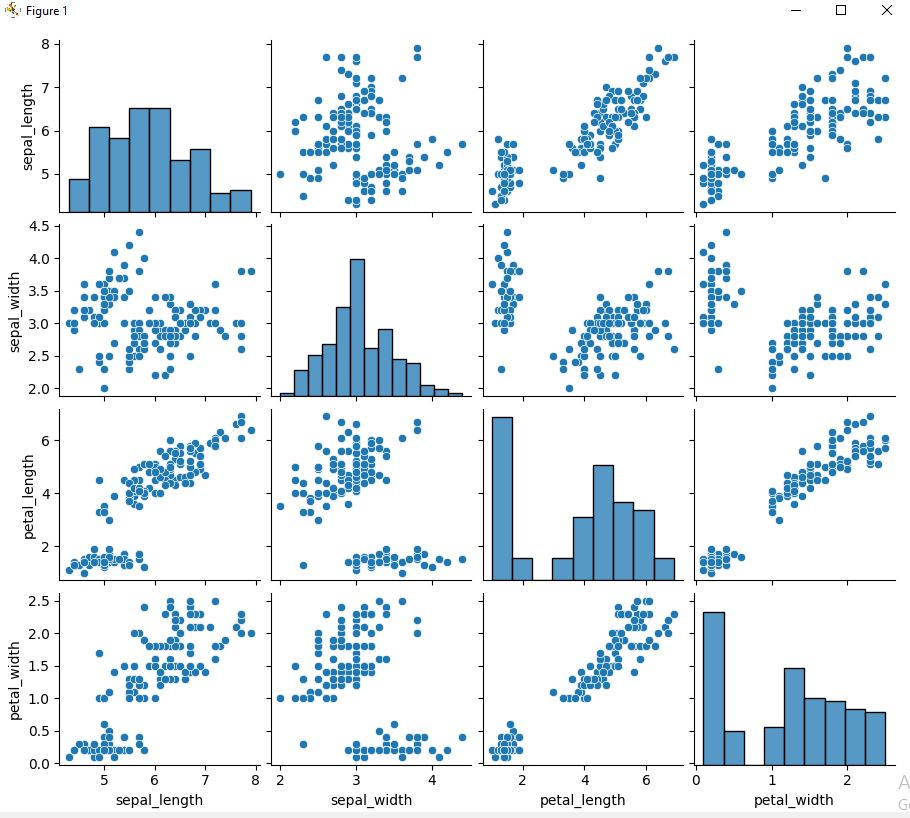 Figure 1
8
7
6
5
sepal_length
4.5
4.0
3.5
3.0
2.5
2.0
sepal_width
6
4
2
petal_length
2.5
2.0
1.5
1.0
0.5
0.0
petal_width
5 6 7 8
2 3 4
2 4 6
0 1 2
sepal_length
sepal_width
petal_length
petal_width
A
Go